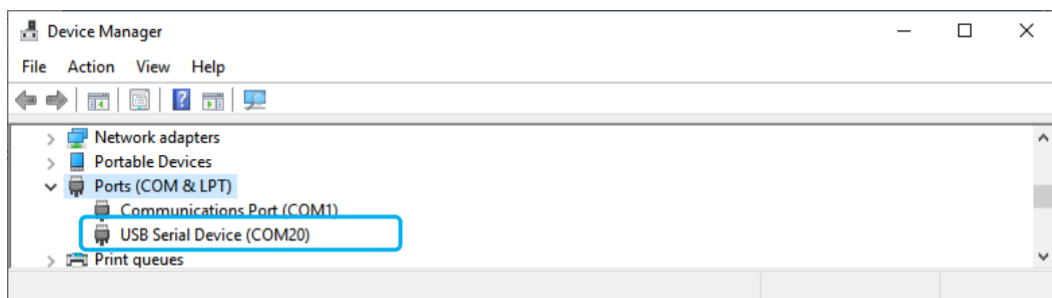 Device Manager
File Action View Help
Network adapters
Portable Devices
Ports (COM & LPT)
Communications Port (COM1)
USB Serial Device (COM20)
Print queues